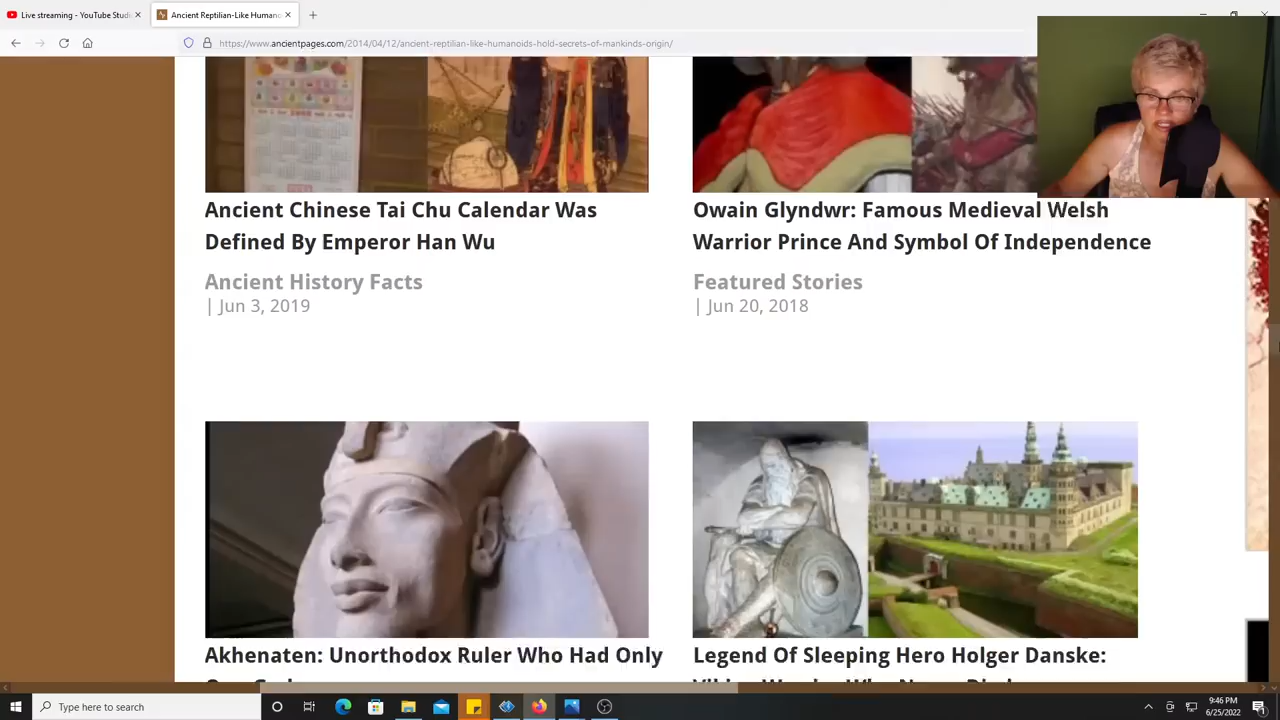 Live streaming - YouTube Studi
Ancient Reptilian-Like Humano
https://www.ancientpages.com/2014/04/12/ancient-reptilian-like-humanoids-hold-secrets-of-mankinds-origin/
Ancient Chinese Tai Chu Calendar Was
Defined By Emperor Han Wu
Ancient History Facts
| Jun 3, 2019
Owain Glyndwr: Famous Medieval Welsh
Warrior Prince And Symbol Of Independence
Featured Stories
| Jun 20, 2018
Akhenaten: Unorthodox Ruler Who Had Only
Legend Of Sleeping Hero Holger Danske:
Type here to search
9:46 PM
6/25/2022